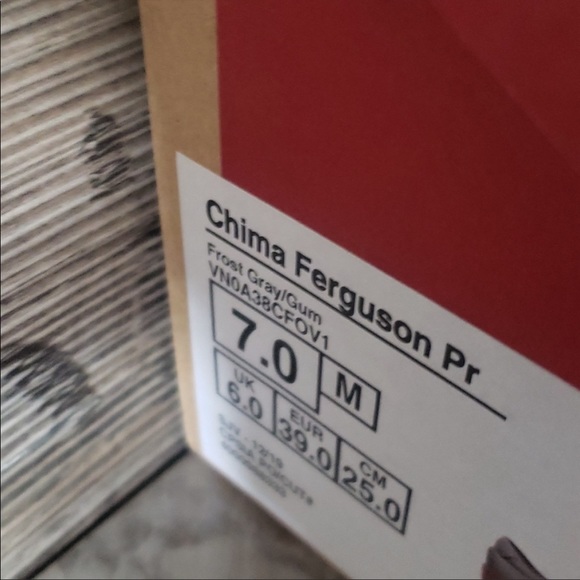 Chima Ferguson Pr
Frost Gray/Gum
VN0A38CFOV1
7.0 M
UK EUR CM
6.0 39.0 25.0